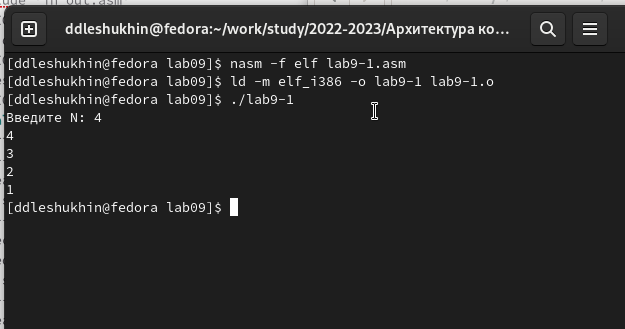 in_out.asm
ddleshukhin@fedora:~/work/study/2022-2023/Архитектура ко...
[ddleshukhin@fedora lab09]$ nasm -f elf lab9-1.asm
[ddleshukhin@fedora lab09]$ ld -m elf_i386 -o lab9-1 lab9-1.o
[ddleshukhin@fedora lab09]$ ./lab9-1
Введите N: 4
4
3
2
1
[ddleshukhin@fedora lab09]$